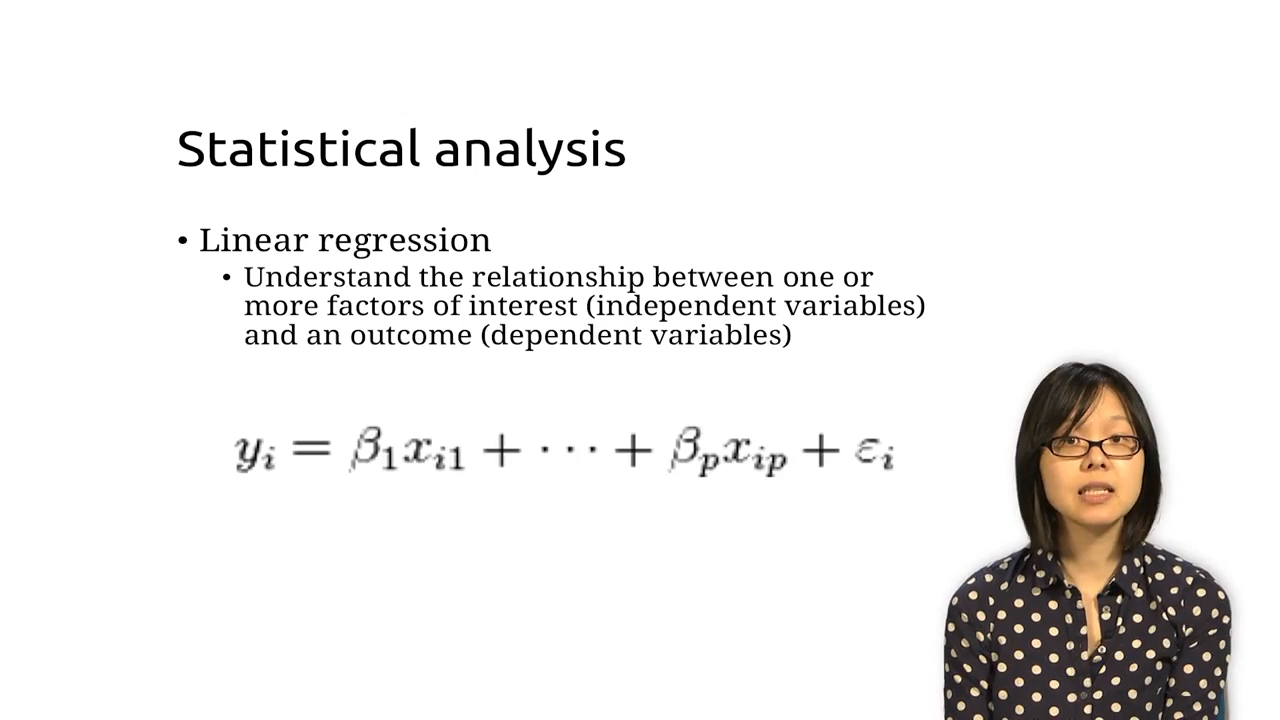 Statistical analysis
• Linear regression
• Understand the relationship between one or
more factors of interest (independent variables)
and an outcome (dependent variables)
yᵢ = β₁xᵢ₁ + ··· + βₚxᵢₚ + εᵢ